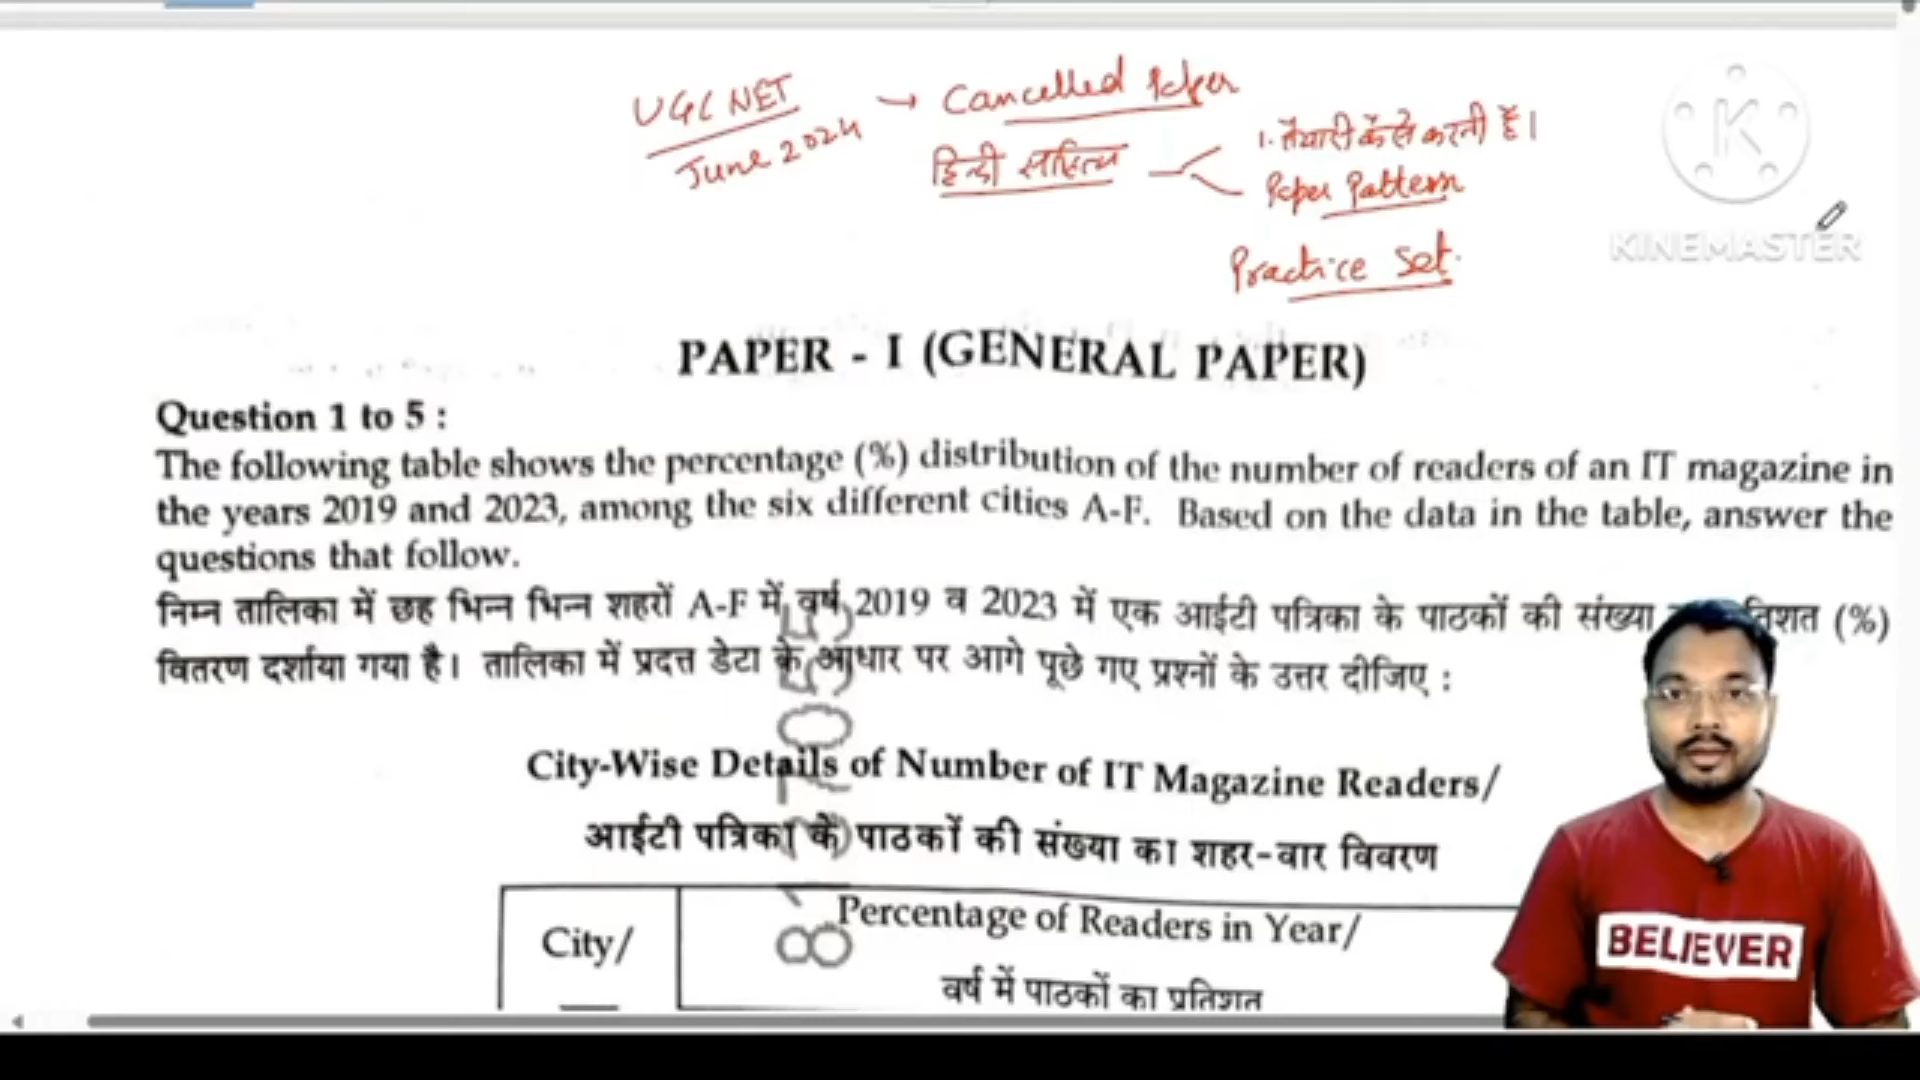 UGC NET → Cancelled Paper
June 2024
हिन्दी साहित्य
1. तैयारी कैसे करनी है।
Paper Pattern
Practice Set.
KINEMASTER
PAPER - I (GENERAL PAPER)
Question 1 to 5 :
The following table shows the percentage (%) distribution of the number of readers of an IT magazine in
the years 2019 and 2023, among the six different cities A-F. Based on the data in the table, answer the
questions that follow.
निम्न तालिका में छह भिन्न भिन्न शहरों A-F में वर्ष 2019 व 2023 में एक आईटी पत्रिका के पाठकों की संख्या (%)
वितरण दर्शाया गया है। तालिका में प्रदत्त डेटा के आधार पर आगे पूछे गए प्रश्नों के उत्तर दीजिए :
City-Wise Details of Number of IT Magazine Readers/
आईटी पत्रिका के पाठकों की संख्या का शहर-वार विवरण
City/
Percentage of Readers in Year/
वर्ष में पाठकों का प्रतिशत
BELIEVER